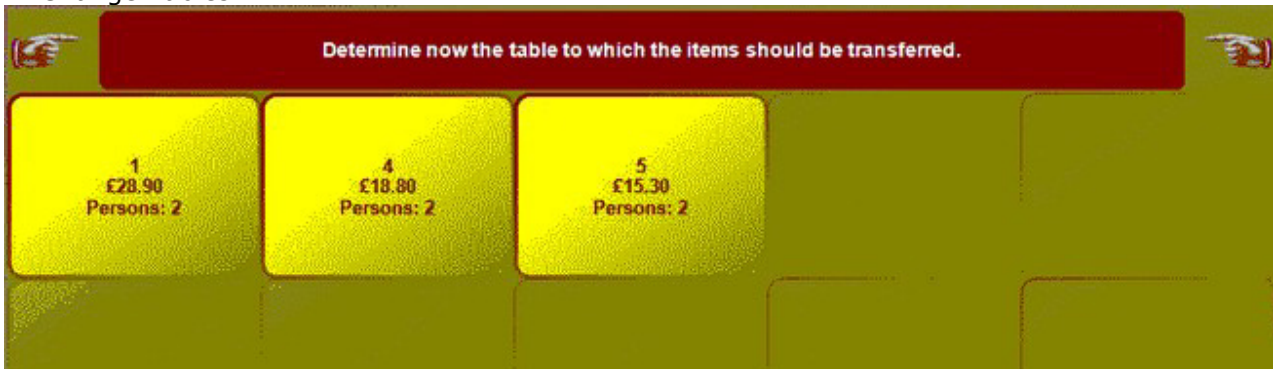 Determine now the table to which the items should be transferred.
1
£28.90
Persons: 2
4
£18.80
Persons: 2
5
£15.30
Persons: 2